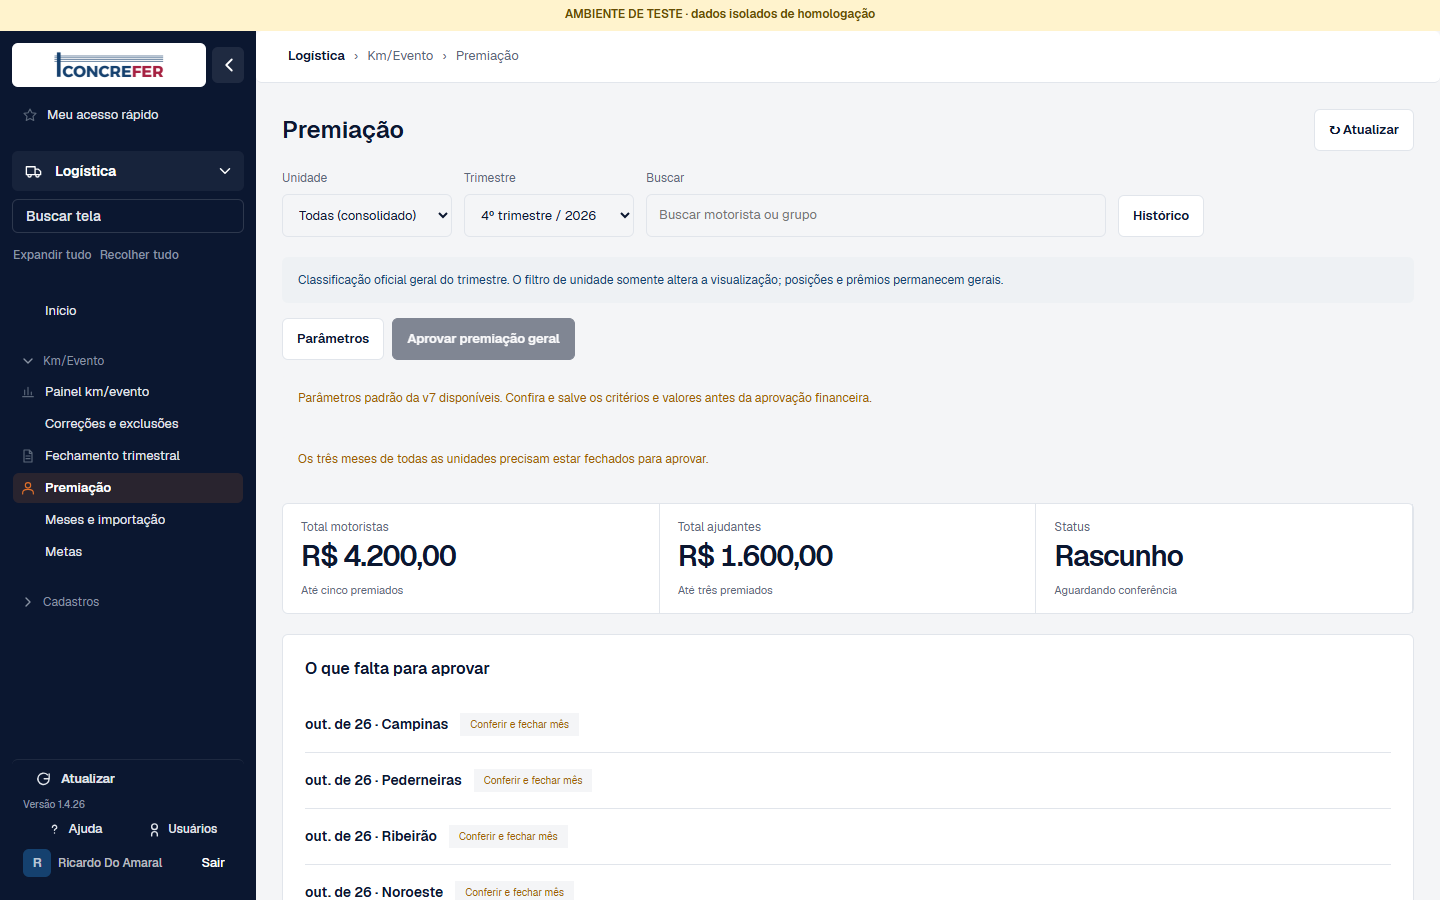 AMBIENTE DE TESTE · dados isolados de homologação
CONCREFER
Meu acesso rápido
Logística
Buscar tela
Expandir tudo Recolher tudo
Início
Km/Evento
Painel km/evento
Correções e exclusões
Fechamento trimestral
Premiação
Meses e importação
Metas
Cadastros
Atualizar
Versão 1.4.26
? Ajuda Usuários
R Ricardo Do Amaral Sair
Logística › Km/Evento › Premiação
Premiação
↻ Atualizar
Unidade Trimestre Buscar
Todas (consolidado) 4º trimestre / 2026 Buscar motorista ou grupo Histórico
Classificação oficial geral do trimestre. O filtro de unidade somente altera a visualização; posições e prêmios permanecem gerais.
Parâmetros Aprovar premiação geral
Parâmetros padrão da v7 disponíveis. Confira e salve os critérios e valores antes da aprovação financeira.
Os três meses de todas as unidades precisam estar fechados para aprovar.
Total motoristas
R$ 4.200,00
Até cinco premiados
Total ajudantes
R$ 1.600,00
Até três premiados
Status
Rascunho
Aguardando conferência
O que falta para aprovar
out. de 26 · Campinas Conferir e fechar mês
out. de 26 · Pederneiras Conferir e fechar mês
out. de 26 · Ribeirão Conferir e fechar mês
out. de 26 · Noroeste Conferir e fechar mês